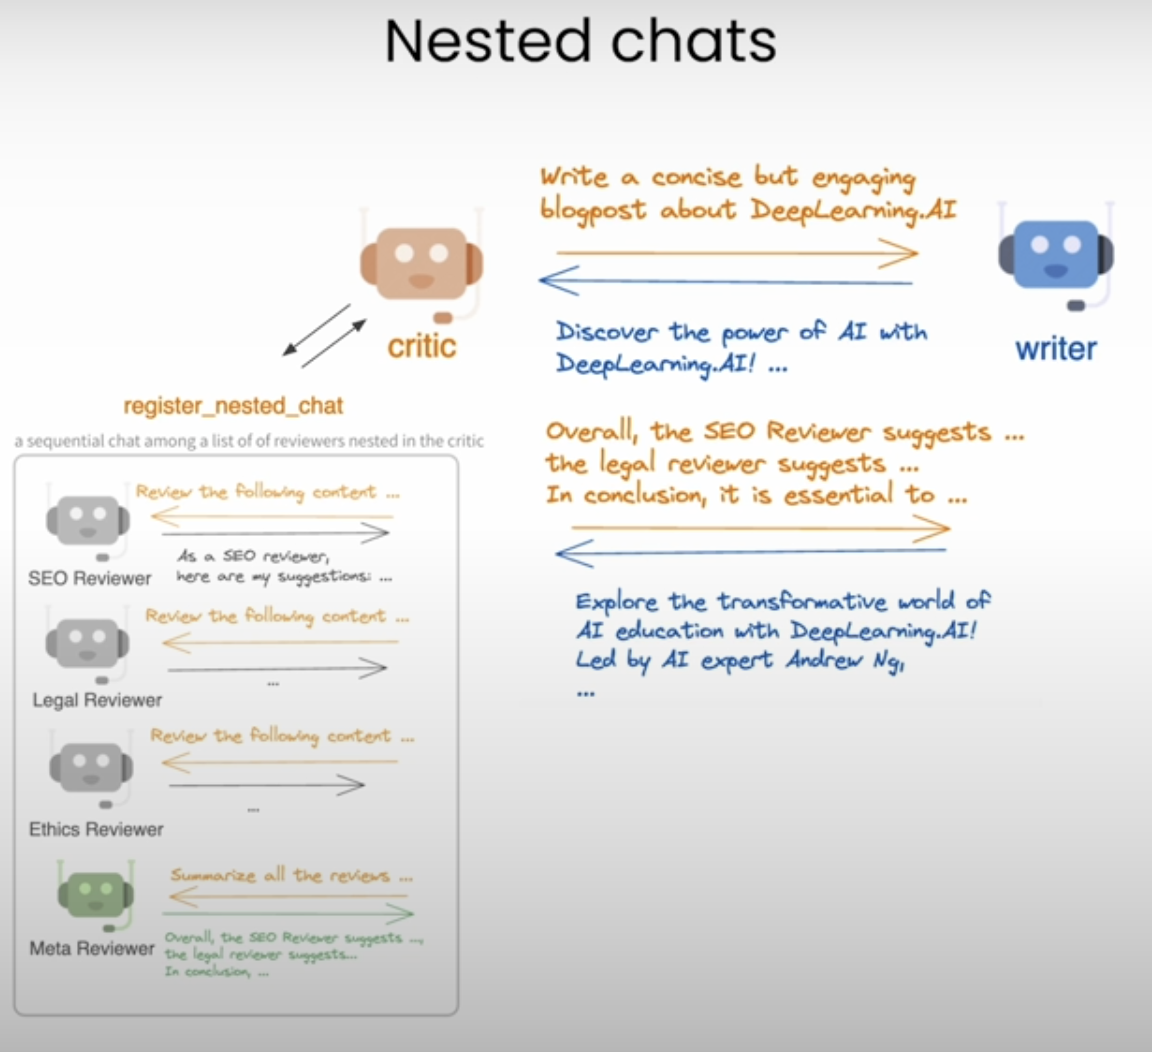 Nested chats
Write a concise but engaging
blogpost about DeepLearning.AI
critic
writer
Discover the power of AI with
DeepLearning.AI! ...
register_nested_chat
a sequential chat among a list of of reviewers nested in the critic
Review the following content ...
As a SEO reviewer,
here are my suggestions: ...
SEO Reviewer
Review the following content ...
...
Legal Reviewer
Review the following content ...
...
Ethics Reviewer
Summarize all the reviews ...
Meta Reviewer
Overall, the SEO Reviewer suggests ...,
the legal reviewer suggests...
In conclusion, ...
Overall, the SEO Reviewer suggests ...
the legal reviewer suggests ...
In conclusion, it is essential to ...
Explore the transformative world of
AI education with DeepLearning.AI!
Led by AI expert Andrew Ng,
...